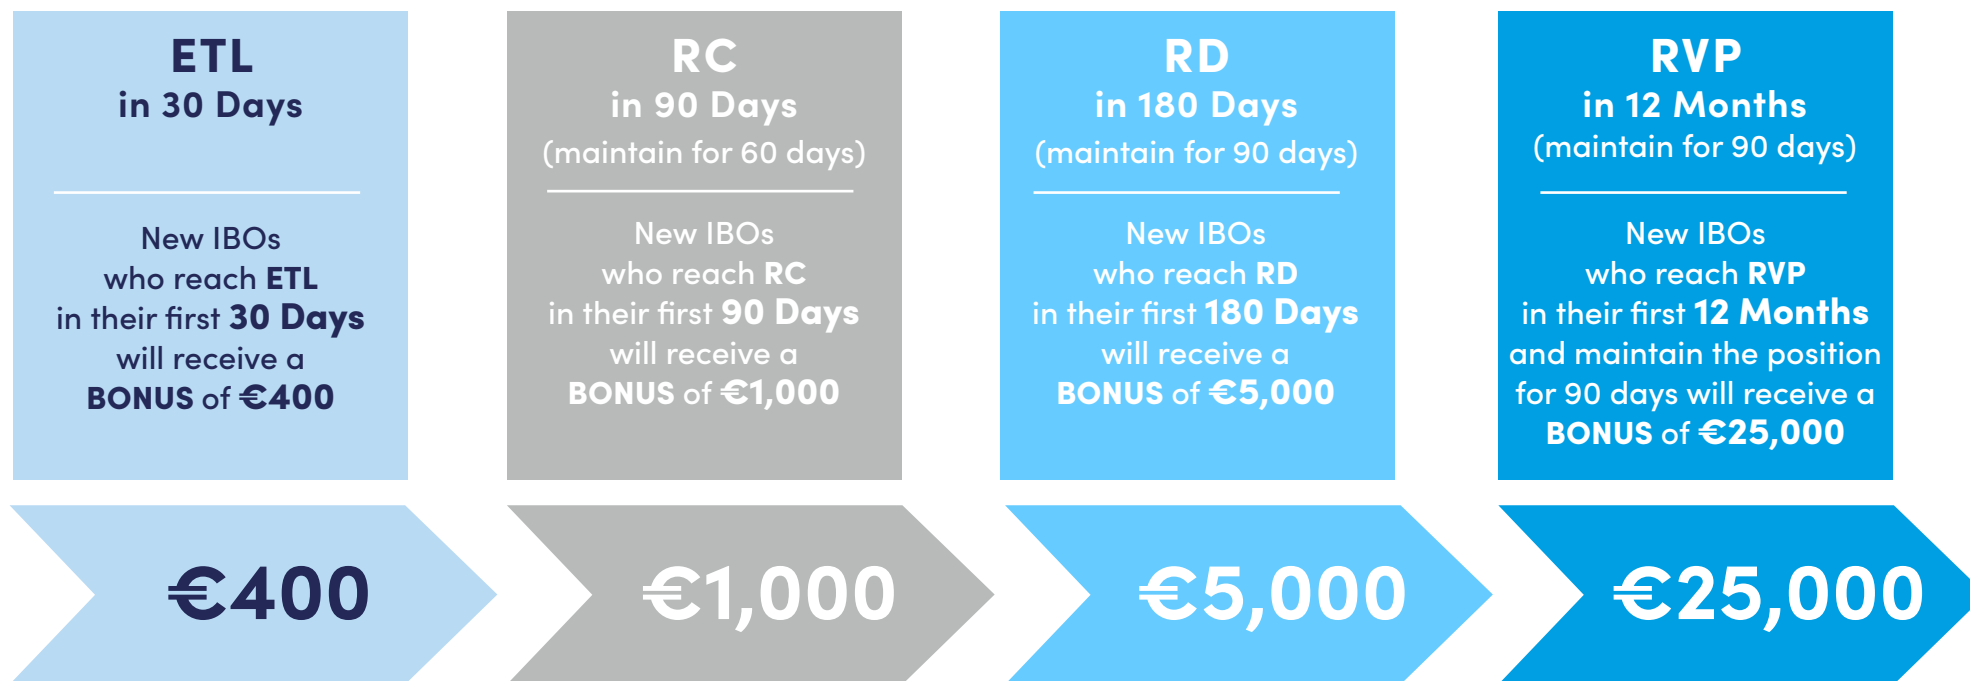 ETL
in 30 Days
New IBOs
who reach ETL
in their first 30 Days
will receive a
BONUS of €400
RC
in 90 Days
(maintain for 60 days)
New IBOs
who reach RC
in their first 90 Days
will receive a
BONUS of €1,000
RD
in 180 Days
(maintain for 90 days)
New IBOs
who reach RD
in their first 180 Days
will receive a
BONUS of €5,000
RVP
in 12 Months
(maintain for 90 days)
New IBOs
who reach RVP
in their first 12 Months
and maintain the position
for 90 days will receive a
BONUS of €25,000
€400
€1,000
€5,000
€25,000